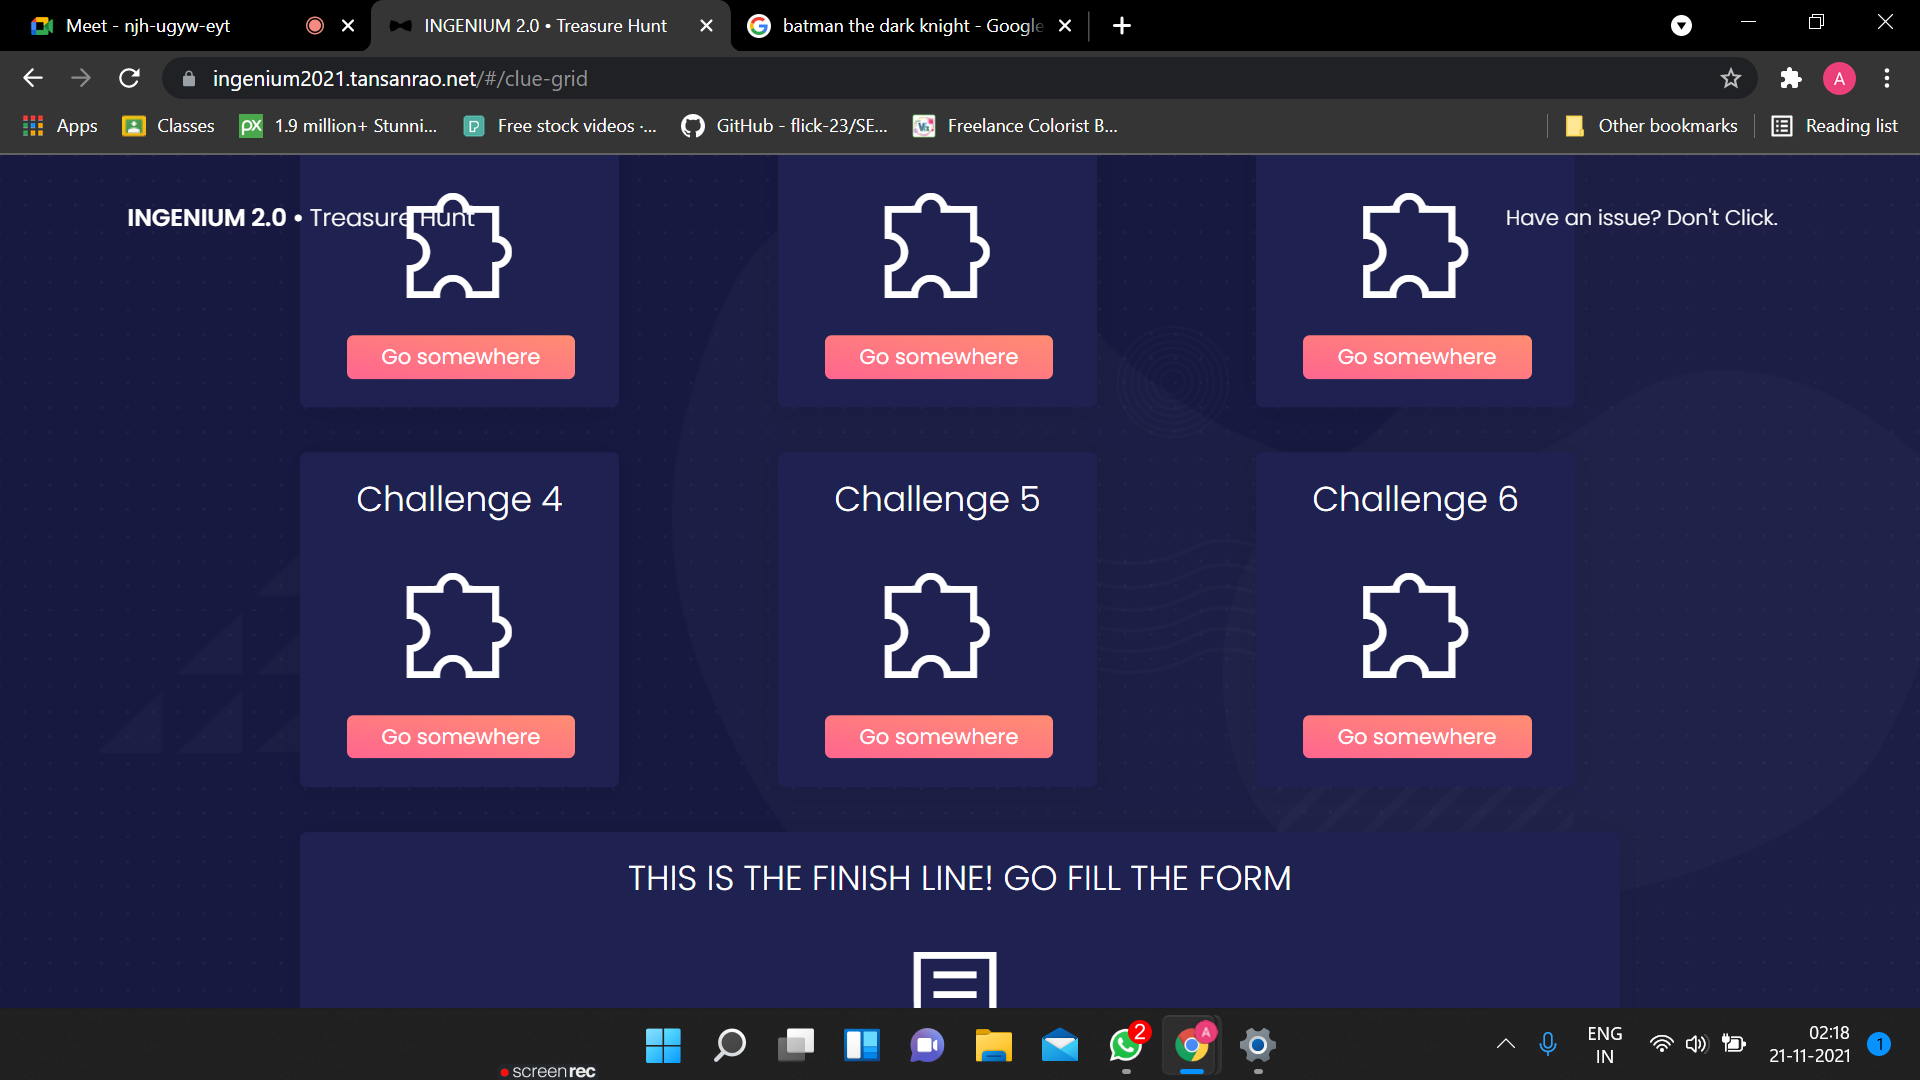 Meet - njh-ugyw-eyt
INGENIUM 2.0 • Treasure Hunt
batman the dark knight - Google
ingenium2021.tansanrao.net/#/clue-grid
A
Apps
Classes
px
1.9 million+ Stunni...
Free stock videos ·...
GitHub - flick-23/SE...
Freelance Colorist B...
Other bookmarks
Reading list
INGENIUM 2.0 • Treasure Hunt
Have an issue? Don't Click.
Go somewhere
Go somewhere
Go somewhere
Challenge 4
Challenge 5
Challenge 6
Go somewhere
Go somewhere
Go somewhere
THIS IS THE FINISH LINE! GO FILL THE FORM
screenrec
2
A
ENG
IN
02:18
21-11-2021
1